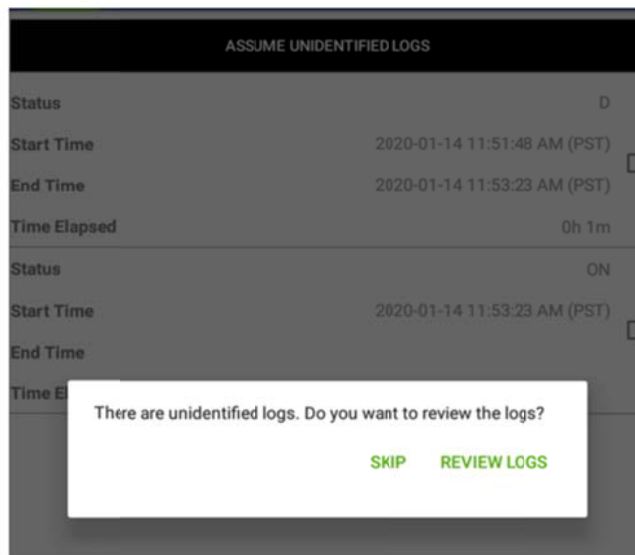 ASSUME UNIDENTIFIED LOGS
Status D
Start Time 2020-01-14 11:51:48 AM (PST)
End Time 2020-01-14 11:53:23 AM (PST)
Time Elapsed 0h 1m
Status ON
Start Time 2020-01-14 11:53:23 AM (PST)
End Time
Time El
There are unidentified logs. Do you want to review the logs?
SKIP REVIEW LOGS